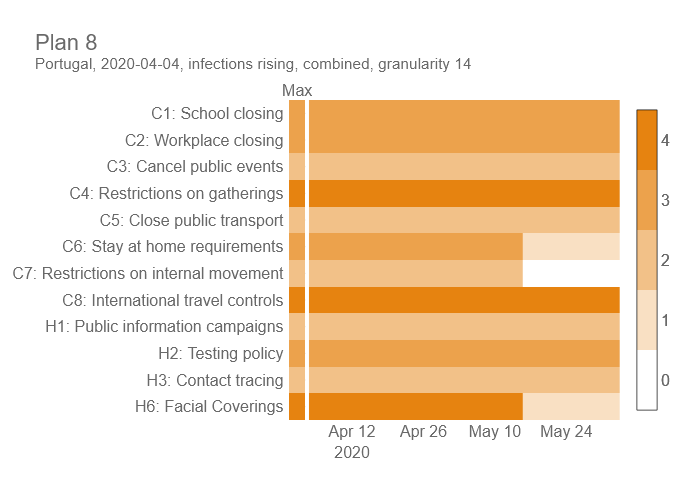 Plan 8
Portugal, 2020-04-04, infections rising, combined, granularity 14
Max
C1: School closing
C2: Workplace closing
C3: Cancel public events
C4: Restrictions on gatherings
C5: Close public transport
C6: Stay at home requirements
C7: Restrictions on internal movement
C8: International travel controls
H1: Public information campaigns
H2: Testing policy
H3: Contact tracing
H6: Facial Coverings
Apr 12 Apr 26 May 10 May 24
2020
4
3
2
1
0